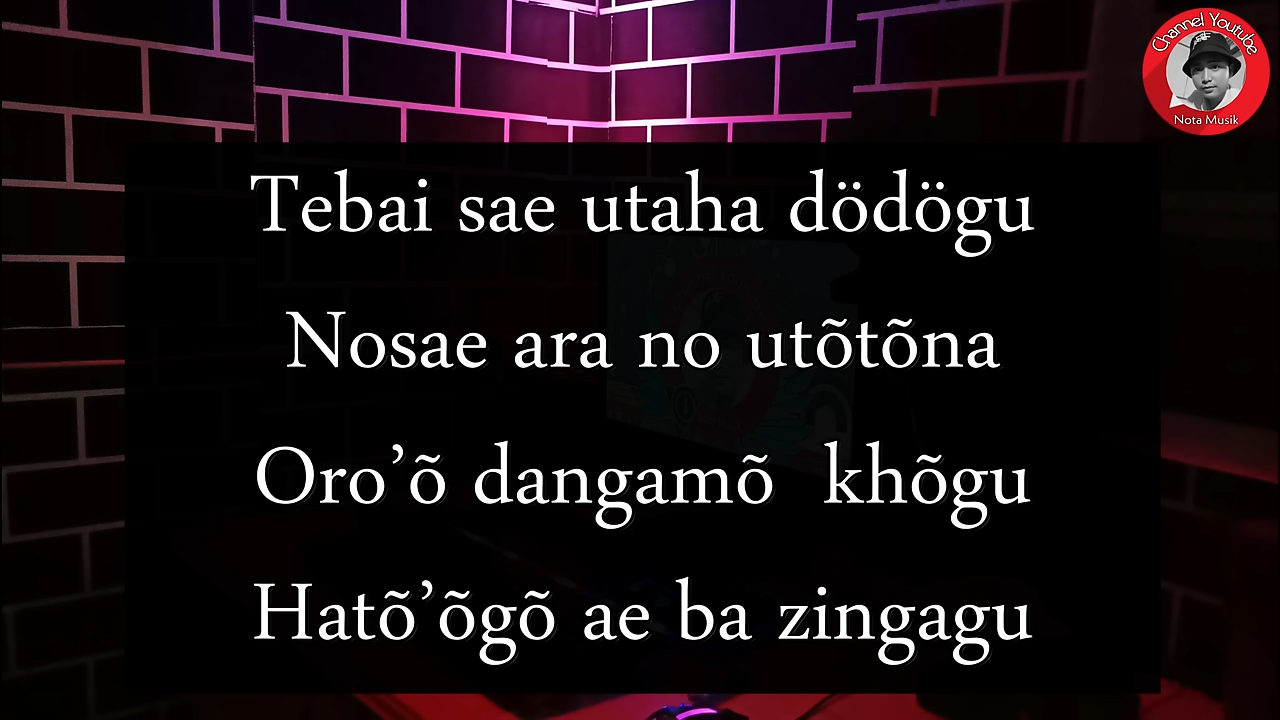 Channel Youtube
Nota Musik
Tebai sae utaha dödögu
Nosae ara no utõtõna
Oro’õ dangamõ  khõgu
Hatõ’õgõ ae ba zingagu